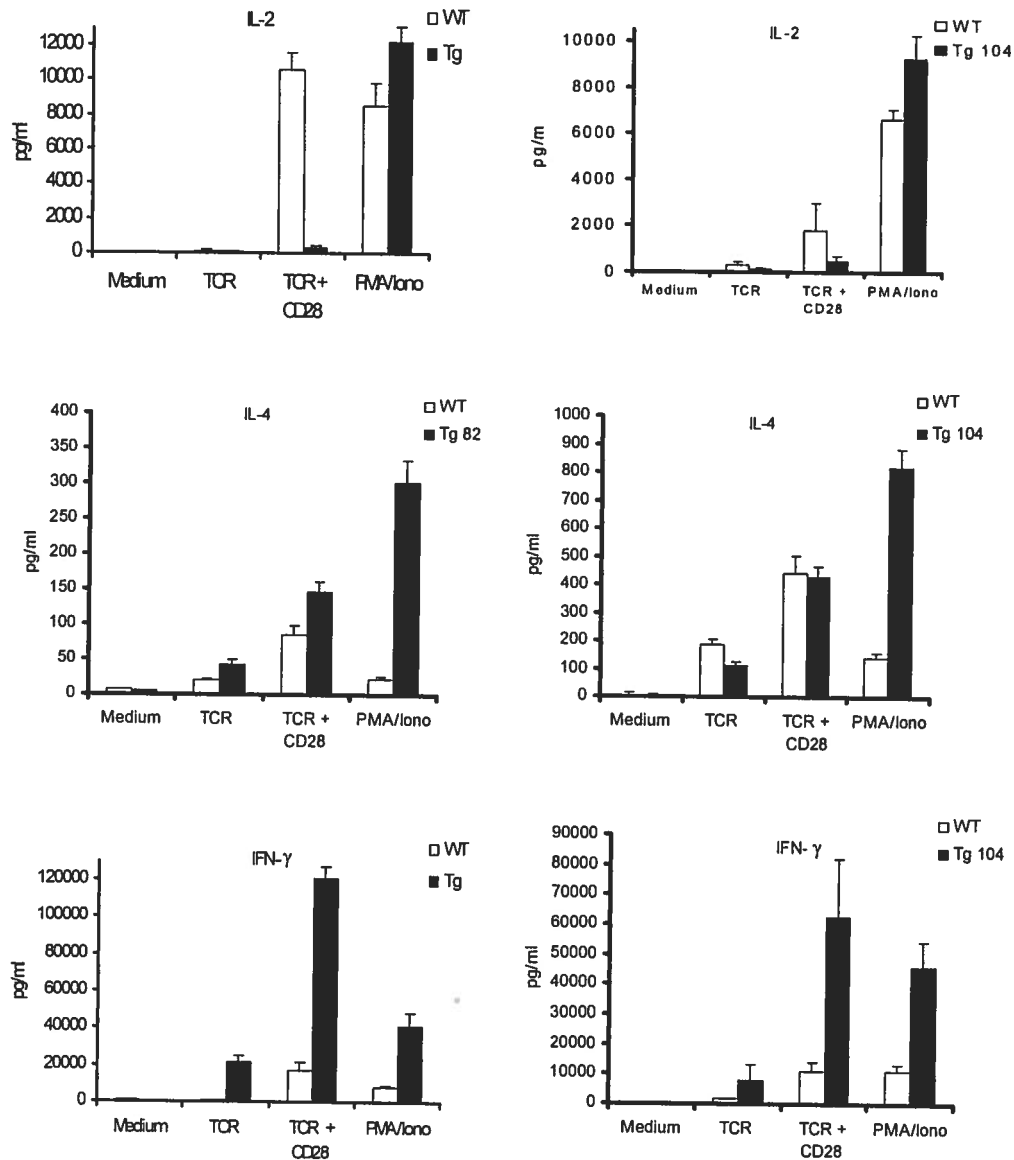 IL-2
WT
Tg
12000
10000
8000
6000
4000
2000
0
pg/ml
Medium TCR TCR + PMA/Iono
CD28
IL-2
WT
Tg 104
10000
8000
6000
4000
2000
0
pg/m
Medium TCR TCR + PMA/Iono
CD28
IL-4
WT
Tg 82
400
350
300
250
200
150
100
50
0
pg/ml
Medium TCR TCR + PMA/Iono
CD28
IL-4
WT
Tg 104
1000
900
800
700
600
500
400
300
200
100
0
pg/ml
Medium TCR TCR + PMA/Iono
CD28
IFN-γ
WT
Tg
120000
100000
80000
60000
40000
20000
0
pg/ml
Medium TCR TCR + PMA/Iono
CD28
IFN-γ
WT
Tg 104
90000
80000
70000
60000
50000
40000
30000
20000
10000
0
pg/ml
Medium TCR TCR + PMA/Iono
CD28